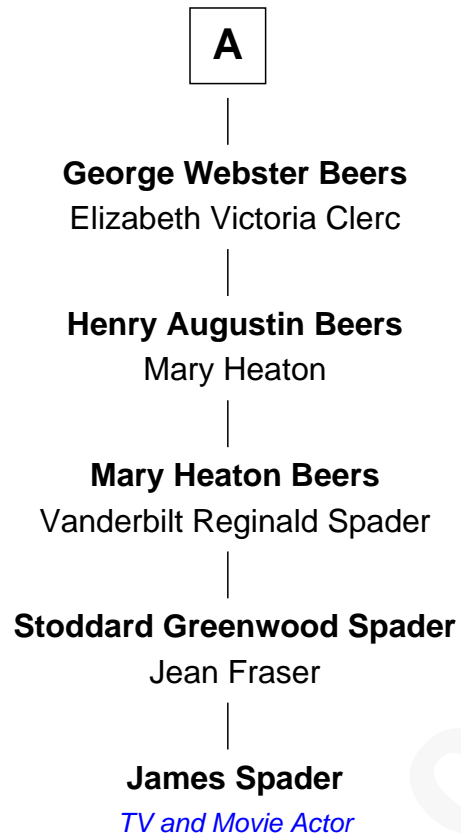 A
George Webster Beers
Elizabeth Victoria Clerc
Henry Augustin Beers
Mary Heaton
Mary Heaton Beers
Vanderbilt Reginald Spader
Stoddard Greenwood Spader
Jean Fraser
James Spader
TV and Movie Actor